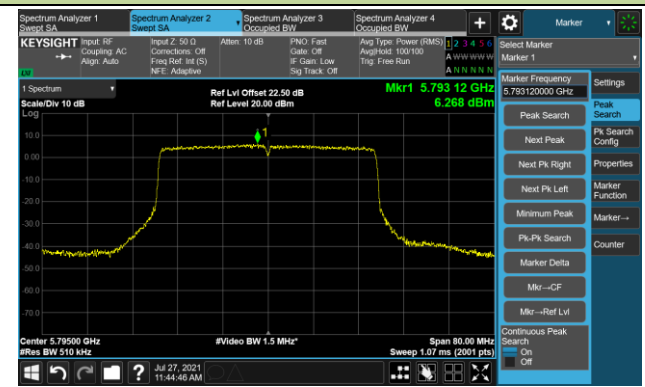 Spectrum Analyzer 1
Swept SA
Spectrum Analyzer 2
Swept SA
Spectrum Analyzer 3
Occupied BW
Spectrum Analyzer 4
Occupied BW
+
Marker
KEYSIGHT
Input: RF
Coupling: AC
Align: Auto
Input Z: 50 Ω
Corrections: Off
Freq Ref: Int (S)
NFE: Adaptive
Atten: 10 dB
PNO: Fast
Gate: Off
IF Gain: Low
Sig Track: Off
Avg Type: Power (RMS)
Avg|Hold: 100/100
Trig: Free Run
1 2 3 4 5 6
A W W W W W
A N N N N N
Select Marker
Marker 1
LXI
1 Spectrum
Scale/Div 10 dB
Log
Ref Lvl Offset 22.50 dB
Ref Level 20.00 dBm
Mkr1 5.793 12 GHz
6.268 dBm
1
10.0
0.00
-10.0
-20.0
-30.0
-40.0
-50.0
-60.0
-70.0
Center 5.79500 GHz
#Res BW 510 kHz
#Video BW 1.5 MHz*
Span 80.00 MHz
Sweep 1.07 ms (2001 pts)
Marker Frequency
5.793120000 GHz
Peak Search
Next Peak
Next Pk Right
Next Pk Left
Minimum Peak
Pk-Pk Search
Marker Delta
Mkr→CF
Mkr→Ref Lvl
Continuous Peak
Search
On
Off
Settings
Peak
Search
Pk Search
Config
Properties
Marker
Function
Marker→
Counter
?
Jul 27, 2021
11:44:46 AM